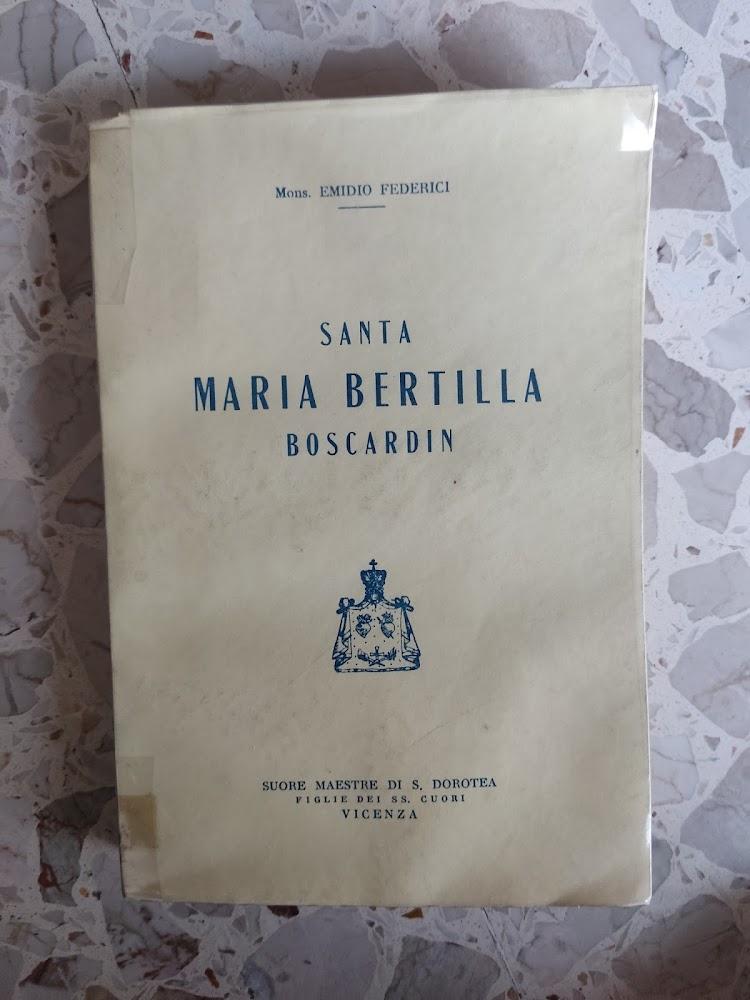 Mons. EMIDIO FEDERICI
SANTA
MARIA BERTILLA
BOSCARDIN
SUORE MAESTRE DI S. DOROTEA
FIGLIE DEI SS. CUORI
VICENZA